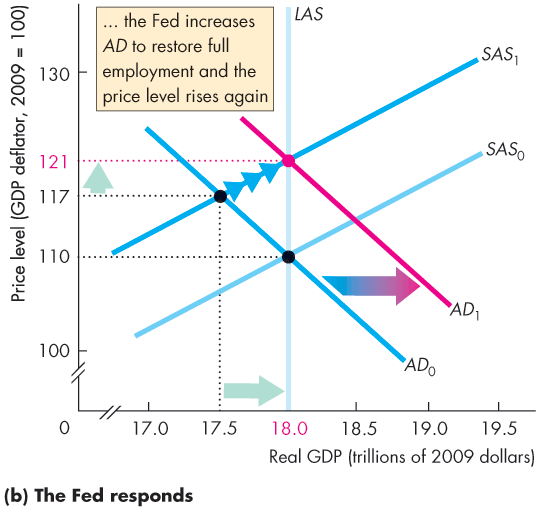 ... the Fed increases
AD to restore full
employment and the
price level rises again
LAS
SAS1
SAS0
AD1
AD0
Price level (GDP deflator, 2009 = 100)
130
121
117
110
100
0
17.0
17.5
18.0
18.5
19.0
19.5
Real GDP (trillions of 2009 dollars)
(b) The Fed responds